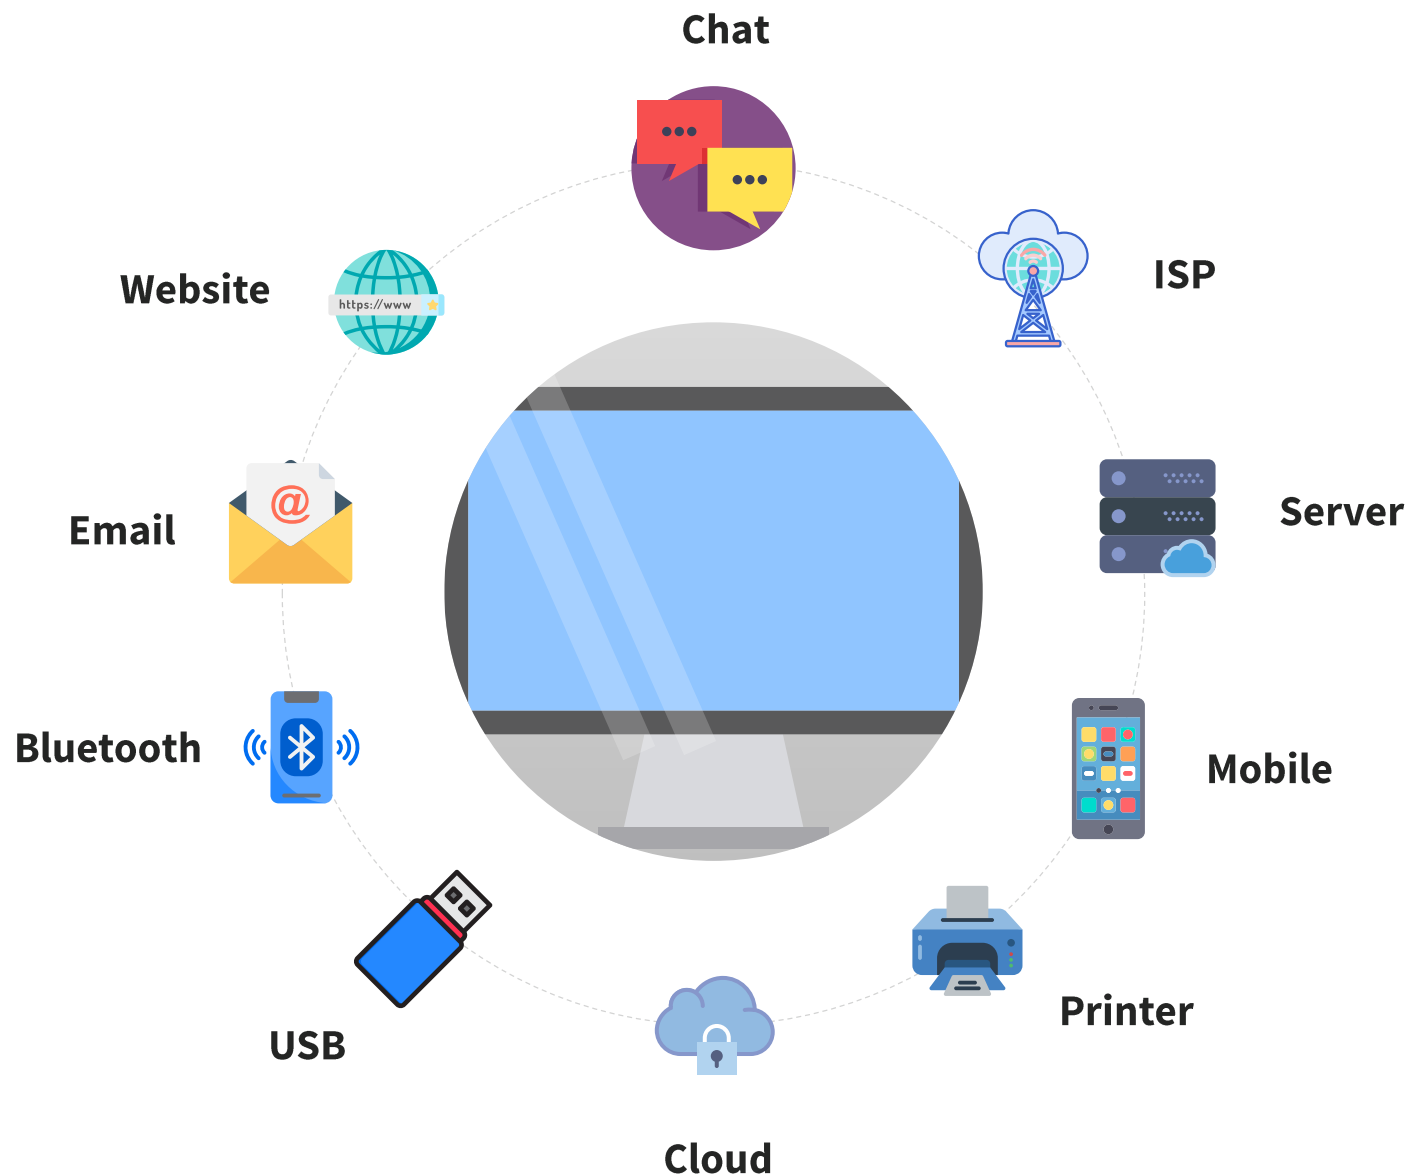 Chat
ISP
Website
https://www
Server
Email
@
Bluetooth
Mobile
Printer
USB
Cloud